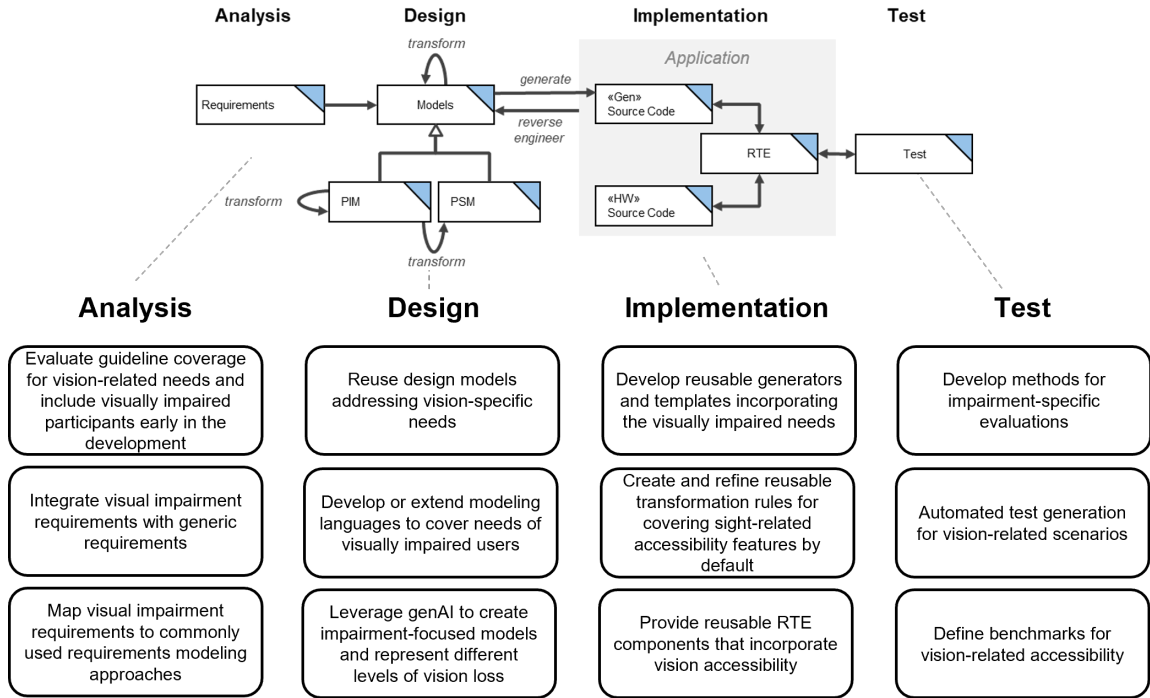 Analysis
Design
Implementation
Test
transform
Application
generate
Requirements
Models
«Gen»
Source Code
reverse
engineer
RTE
Test
transform
PIM
PSM
«HW»
Source Code
transform
Analysis
Design
Implementation
Test
Evaluate guideline coverage
for vision-related needs and
include visually impaired
participants early in the
development
Reuse design models
addressing vision-specific
needs
Develop reusable generators
and templates incorporating
the visually impaired needs
Develop methods for
impairment-specific
evaluations
Integrate visual impairment
requirements with generic
requirements
Develop or extend modeling
languages to cover needs of
visually impaired users
Create and refine reusable
transformation rules for
covering sight-related
accessibility features by
default
Automated test generation
for vision-related scenarios
Map visual impairment
requirements to commonly
used requirements modeling
approaches
Leverage genAI to create
impairment-focused models
and represent different
levels of vision loss
Provide reusable RTE
components that incorporate
vision accessibility
Define benchmarks for
vision-related accessibility